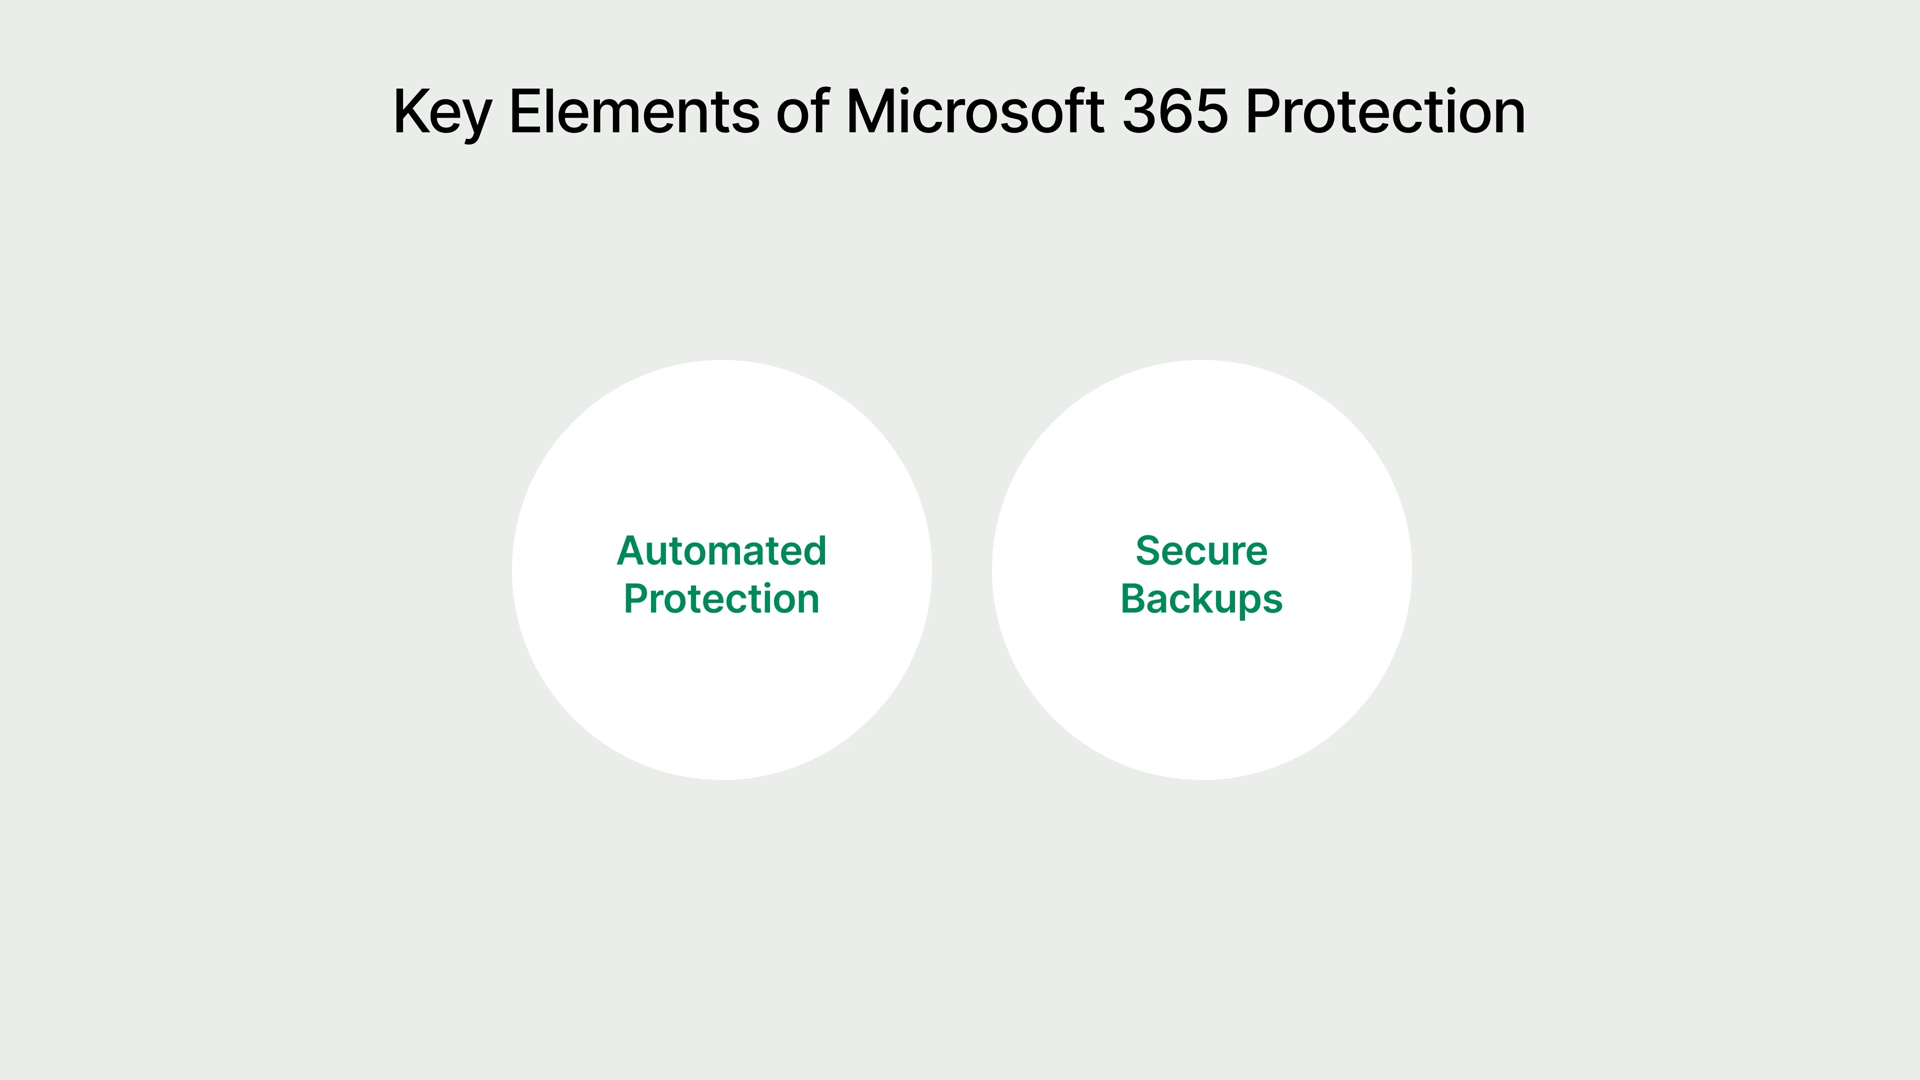 Key Elements of Microsoft 365 Protection
Automated
Protection
Secure
Backups